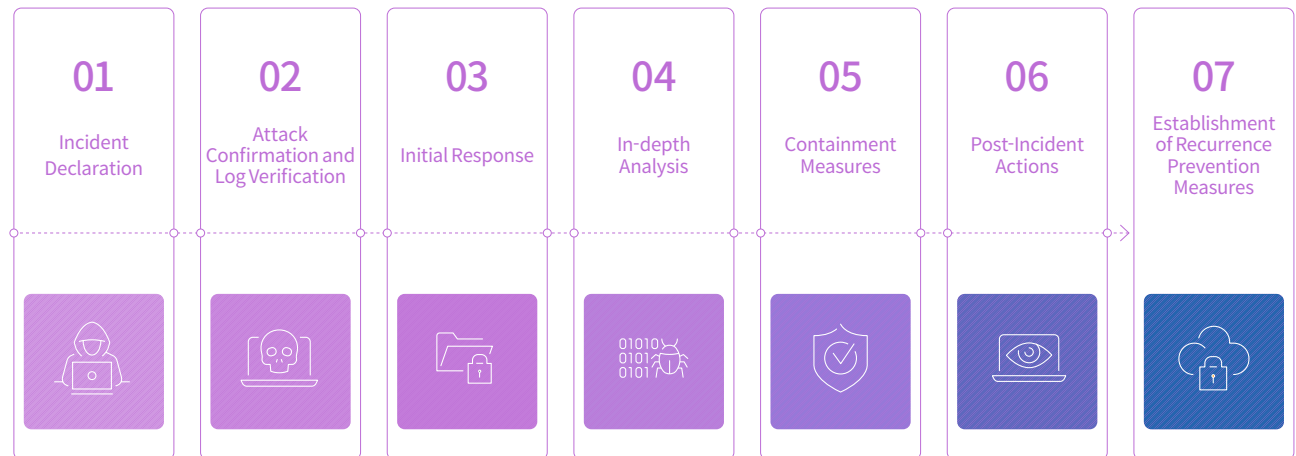 01
Incident
Declaration
02
Attack
Confirmation and
Log Verification
03
Initial Response
04
In-depth
Analysis
05
Containment
Measures
06
Post-Incident
Actions
07
Establishment
of Recurrence
Prevention
Measures
01010
0101
0101